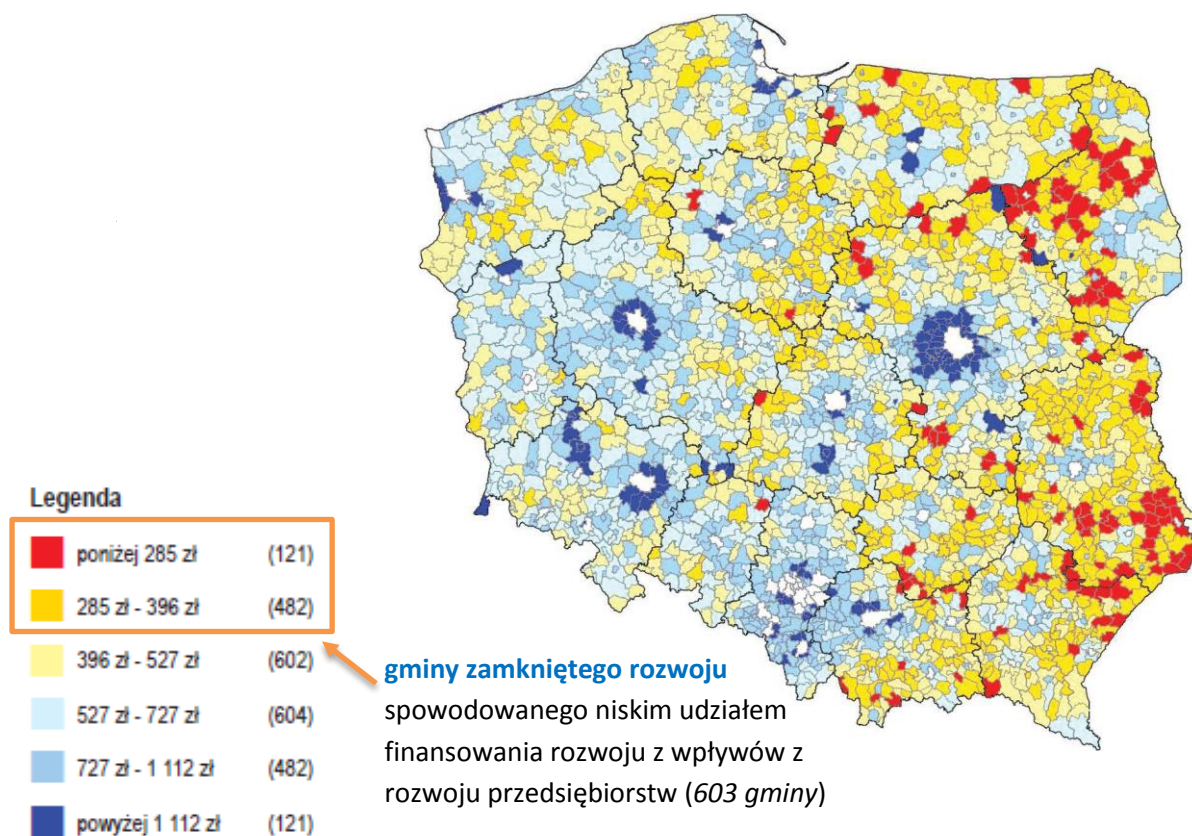 Legenda
poniżej 285 zł (121)
285 zł - 396 zł (482)
396 zł - 527 zł (602)
527 zł - 727 zł (604)
727 zł - 1 112 zł (482)
powyżej 1 112 zł (121)
gminy zamkniętego rozwoju
spowodowanego niskim udziałem
finansowania rozwoju z wpływów z
rozwoju przedsiębiorstw (603 gminy)